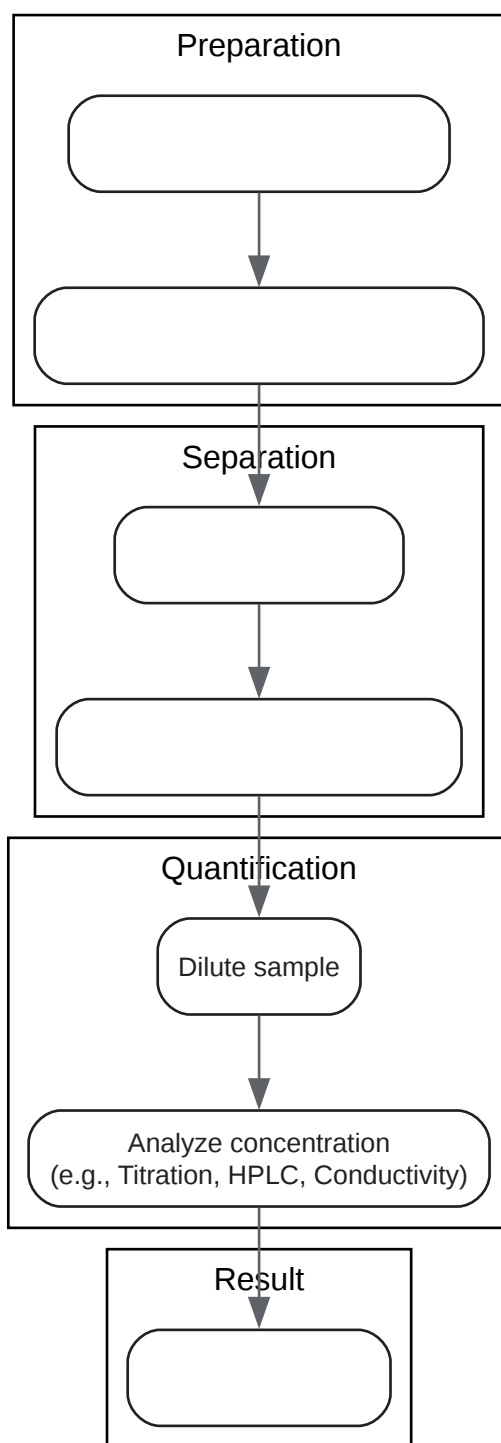 Preparation
Separation
Quantification
Dilute sample
Analyze concentration
(e.g., Titration, HPLC, Conductivity)
Result